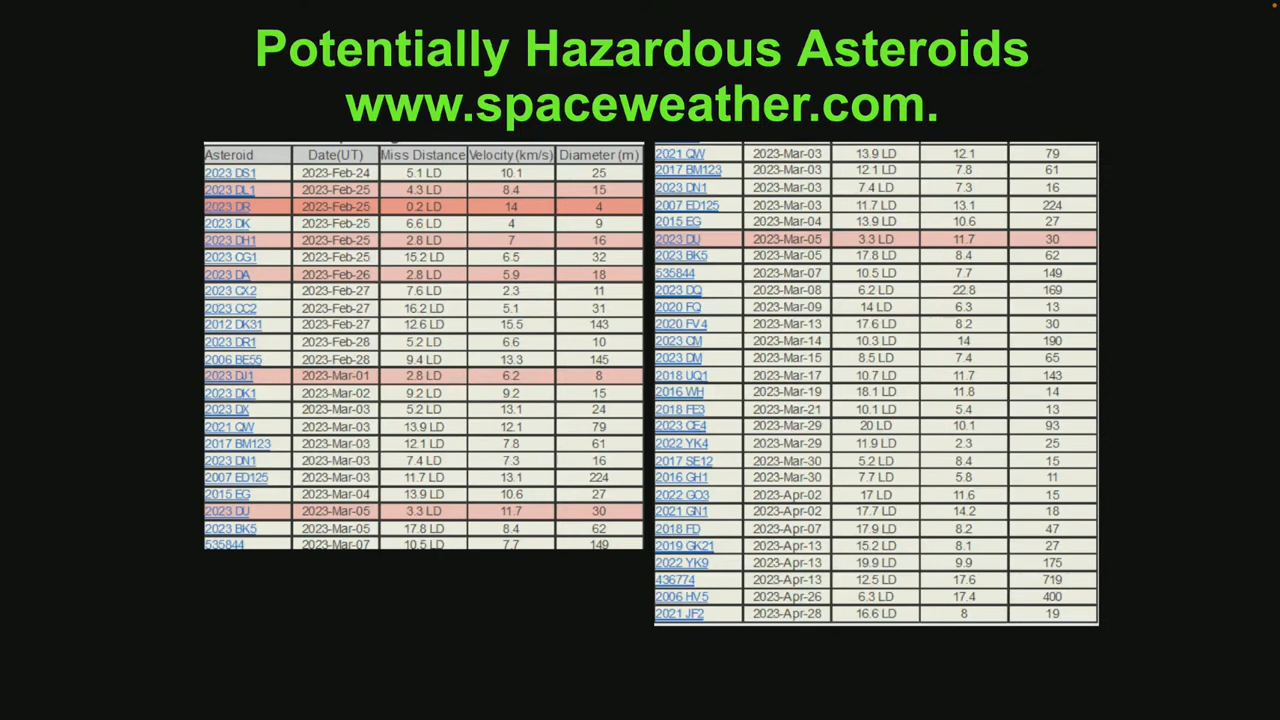 Potentially Hazardous Asteroids
www.spaceweather.com.
Asteroid Date(UT) Miss Distance Velocity (km/s) Diameter (m)
2023 DS1 2023-Feb-24 5.1 LD 10.1 25
2023 DL1 2023-Feb-25 4.3 LD 8.4 15
2023 DR 2023-Feb-25 0.2 LD 14 4
2023 DK 2023-Feb-25 6.6 LD 4 9
2023 DH1 2023-Feb-25 2.8 LD 7 16
2023 CG1 2023-Feb-25 15.2 LD 6.5 32
2023 DA 2023-Feb-26 2.8 LD 5.9 18
2023 CX2 2023-Feb-27 7.6 LD 2.3 11
2023 CC2 2023-Feb-27 16.2 LD 5.1 31
2012 DK31 2023-Feb-27 12.6 LD 15.5 143
2023 DR1 2023-Feb-28 5.2 LD 6.6 10
2006 BE55 2023-Feb-28 9.4 LD 13.3 145
2023 DJ1 2023-Mar-01 2.8 LD 6.2 8
2023 DK1 2023-Mar-02 9.2 LD 9.2 15
2023 DX 2023-Mar-03 5.2 LD 13.1 24
2021 QW 2023-Mar-03 13.9 LD 12.1 79
2017 BM123 2023-Mar-03 12.1 LD 7.8 61
2023 DN1 2023-Mar-03 7.4 LD 7.3 16
2007 ED125 2023-Mar-03 11.7 LD 13.1 224
2015 EG 2023-Mar-04 13.9 LD 10.6 27
2023 DU 2023-Mar-05 3.3 LD 11.7 30
2023 BK5 2023-Mar-05 17.8 LD 8.4 62
535844 2023-Mar-07 10.5 LD 7.7 149
2021 QW 2023-Mar-03 13.9 LD 12.1 79
2017 BM123 2023-Mar-03 12.1 LD 7.8 61
2023 DN1 2023-Mar-03 7.4 LD 7.3 16
2007 ED125 2023-Mar-03 11.7 LD 13.1 224
2015 EG 2023-Mar-04 13.9 LD 10.6 27
2023 DU 2023-Mar-05 3.3 LD 11.7 30
2023 BK5 2023-Mar-05 17.8 LD 8.4 62
535844 2023-Mar-07 10.5 LD 7.7 149
2023 DQ 2023-Mar-08 6.2 LD 22.8 169
2020 FQ 2023-Mar-09 14 LD 6.3 13
2020 FV4 2023-Mar-13 17.6 LD 8.2 30
2023 CM 2023-Mar-14 10.3 LD 14 190
2023 DM 2023-Mar-15 8.5 LD 7.4 65
2018 UQ1 2023-Mar-17 10.7 LD 11.7 143
2016 WH 2023-Mar-19 18.1 LD 11.8 14
2018 FE3 2023-Mar-21 10.1 LD 5.4 13
2023 CE4 2023-Mar-29 20 LD 10.1 93
2022 YK4 2023-Mar-29 11.9 LD 2.3 25
2017 SE12 2023-Mar-30 5.2 LD 8.4 15
2016 GH1 2023-Mar-30 7.7 LD 5.8 11
2022 GO3 2023-Apr-02 17 LD 11.6 15
2021 GN1 2023-Apr-02 17.7 LD 14.2 18
2018 FD 2023-Apr-07 17.9 LD 8.2 47
2019 GK21 2023-Apr-13 15.2 LD 8.1 27
2022 YK9 2023-Apr-13 19.9 LD 9.9 175
436774 2023-Apr-13 12.5 LD 17.6 719
2006 HV5 2023-Apr-26 6.3 LD 17.4 400
2021 JF2 2023-Apr-28 16.6 LD 8 19